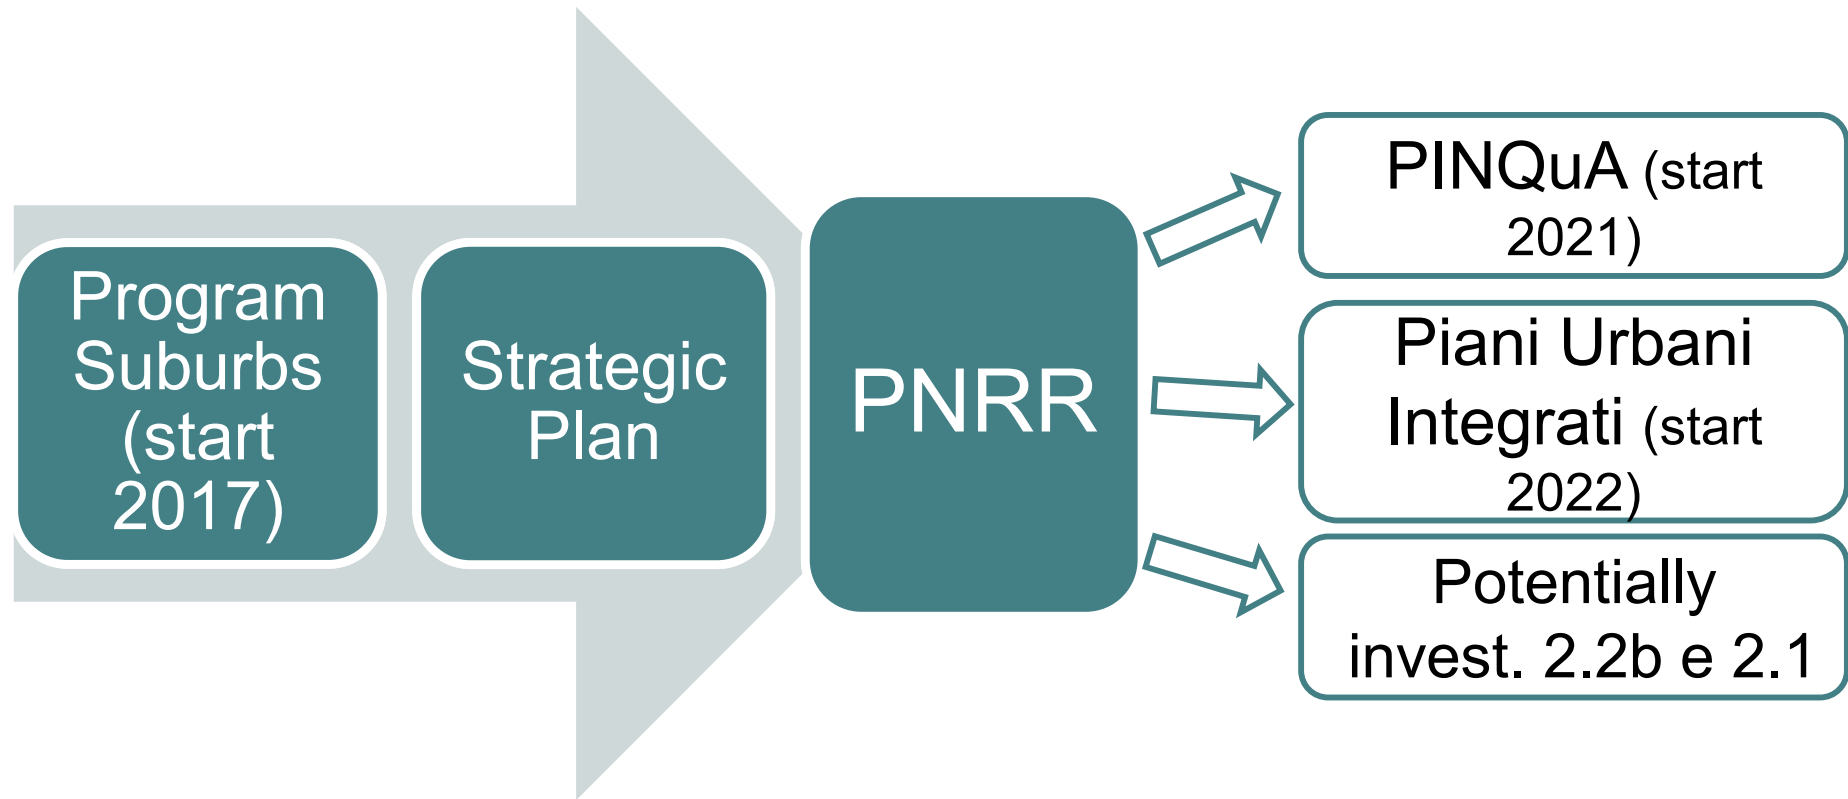 Program
Suburbs
(start
2017)
Strategic
Plan
PNRR
PINQuA (start
2021)
Piani Urbani
Integrati (start
2022)
Potentially
invest. 2.2b e 2.1